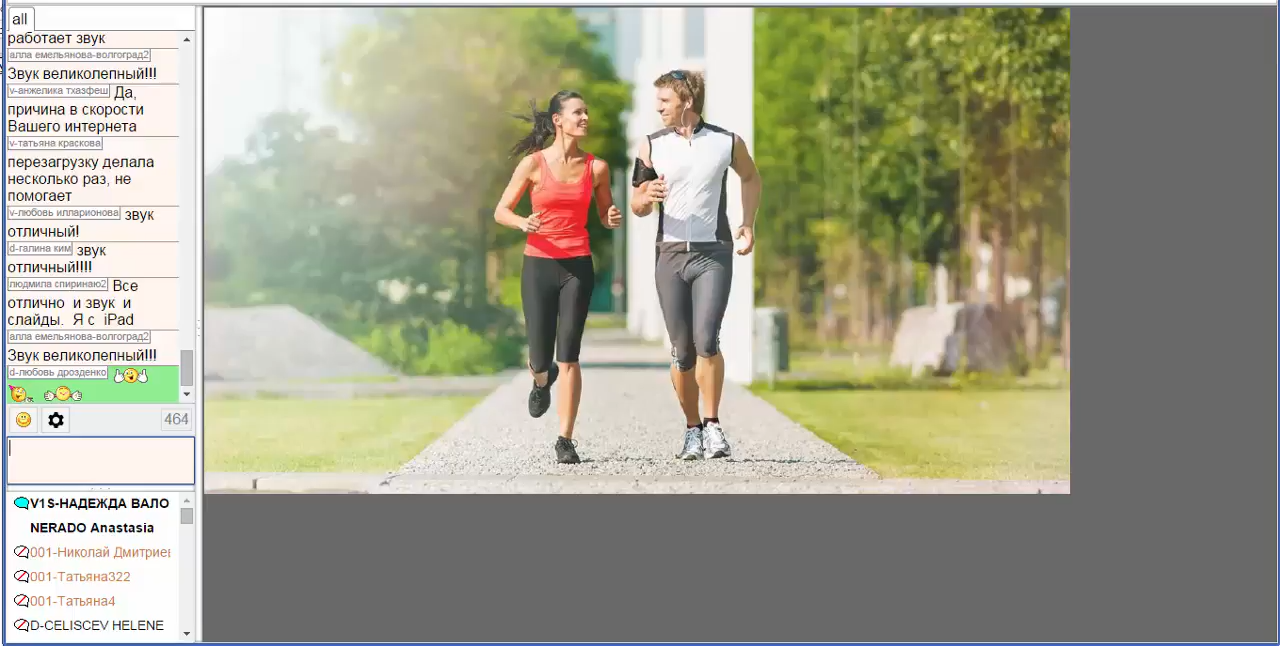 all
работает звук
алла емельянова-волгоград2
Звук великолепный!!!
v-анжелика тхазфеш Да,
причина в скорости
Вашего интернета
v-татьяна краскова
перезагрузку делала
несколько раз, не
помогает
v-любовь илларионова звук
отличный!
d-галина ким звук
отличный!!!!
людмила спиринаю2 Все
отлично и звук и
слайды. Я с iPad
алла емельянова-волгоград2
Звук великолепный!!!
d-любовь дрозденко
464
V1S-НАДЕЖДА ВАЛО
NERADO Anastasia
001-Николай Дмитрие
001-Татьяна322
001-Татьяна4
D-CELISCEV HELENE